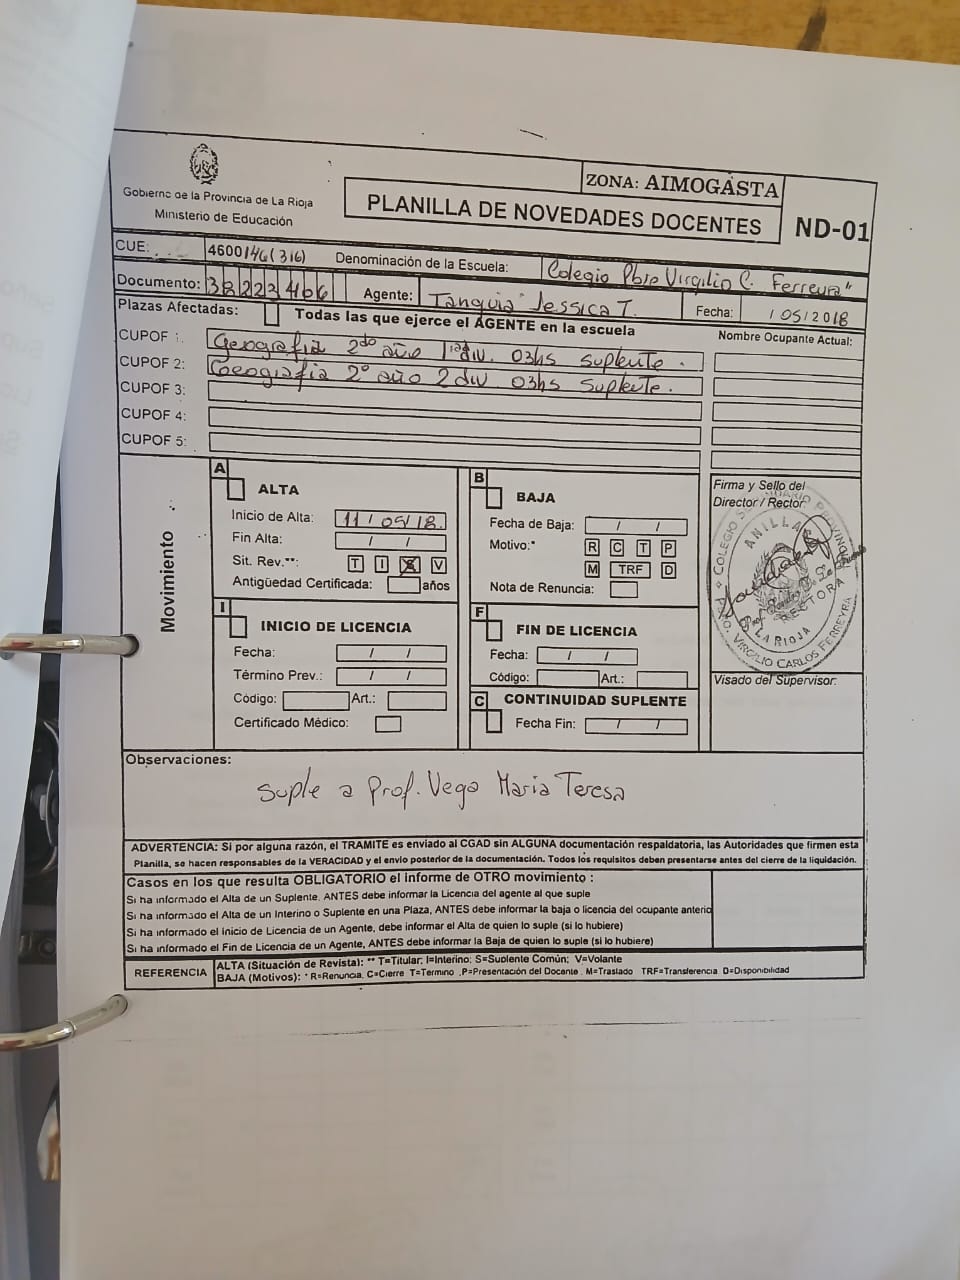 ZONA: AIMOGASTA
Gobierno de la Provincia de La Rioja
Ministerio de Educación
PLANILLA DE NOVEDADES DOCENTES
ND-01
CUE: 4600146(316) Denominación de la Escuela: Colegio Pbro Virgilio C. Ferreyra"
Documento: 38223466 Agente: Tanquia Jessica T. Fecha: / 05/2018
Plazas Afectadas: Todas las que ejerce el AGENTE en la escuela Nombre Ocupante Actual:
CUPOF 1: Geografia 2do año 1ª div. 03hs suplente.
CUPOF 2: Geografia 2º año 2 div 03hs Suplente.
CUPOF 3:
CUPOF 4:
CUPOF 5:
Movimiento
A ALTA
Inicio de Alta: 11/05/18.
Fin Alta: / /
Sit. Rev.**: T I S V
Antigüedad Certificada: años
B BAJA
Fecha de Baja: / /
Motivo:* R C T P
M TRF D
Nota de Renuncia:
I INICIO DE LICENCIA
Fecha: / /
Término Prev.: / /
Código: Art.:
Certificado Médico:
F FIN DE LICENCIA
Fecha: / /
Código: Art.:
C CONTINUIDAD SUPLENTE
Fecha Fin: / /
Firma y Sello del
Director / Rector:
COLEGIO PROVINCIAL
ANILLACO
RECTORA
LA RIOJA
VIRGILIO CARLOS FERREYRA
Visado del Supervisor:
Observaciones:
Suple a Prof. Vega Maria Teresa
ADVERTENCIA: Si por alguna razón, el TRAMITE es enviado al CGAD sin ALGUNA documentación respaldatoria, las Autoridades que firmen esta
Planilla, se hacen responsables de la VERACIDAD y el envio posterior de la documentación. Todos los requisitos deben presentarse antes del cierre de la liquidación.
Casos en los que resulta OBLIGATORIO el informe de OTRO movimiento :
Si ha informado el Alta de un Suplente, ANTES debe informar la Licencia del agente al que suple
Si ha informado el Alta de un Interino o Suplente en una Plaza, ANTES debe informar la baja o licencia del ocupante anterio
Si ha informado el Inicio de Licencia de un Agente, debe informar el Alta de quien lo suple (si lo hubiere)
Si ha informado el Fin de Licencia de un Agente, ANTES debe informar la Baja de quien lo suple (si lo hubiere)
REFERENCIA
ALTA (Situación de Revista): ** T=Titular; I=Interino; S=Suplente Común; V=Volante
BAJA (Motivos): * R=Renuncia, C=Cierre T=Termino ,P=Presentación del Docente , M=Traslado TRF=Transferencia D=Disponibilidad